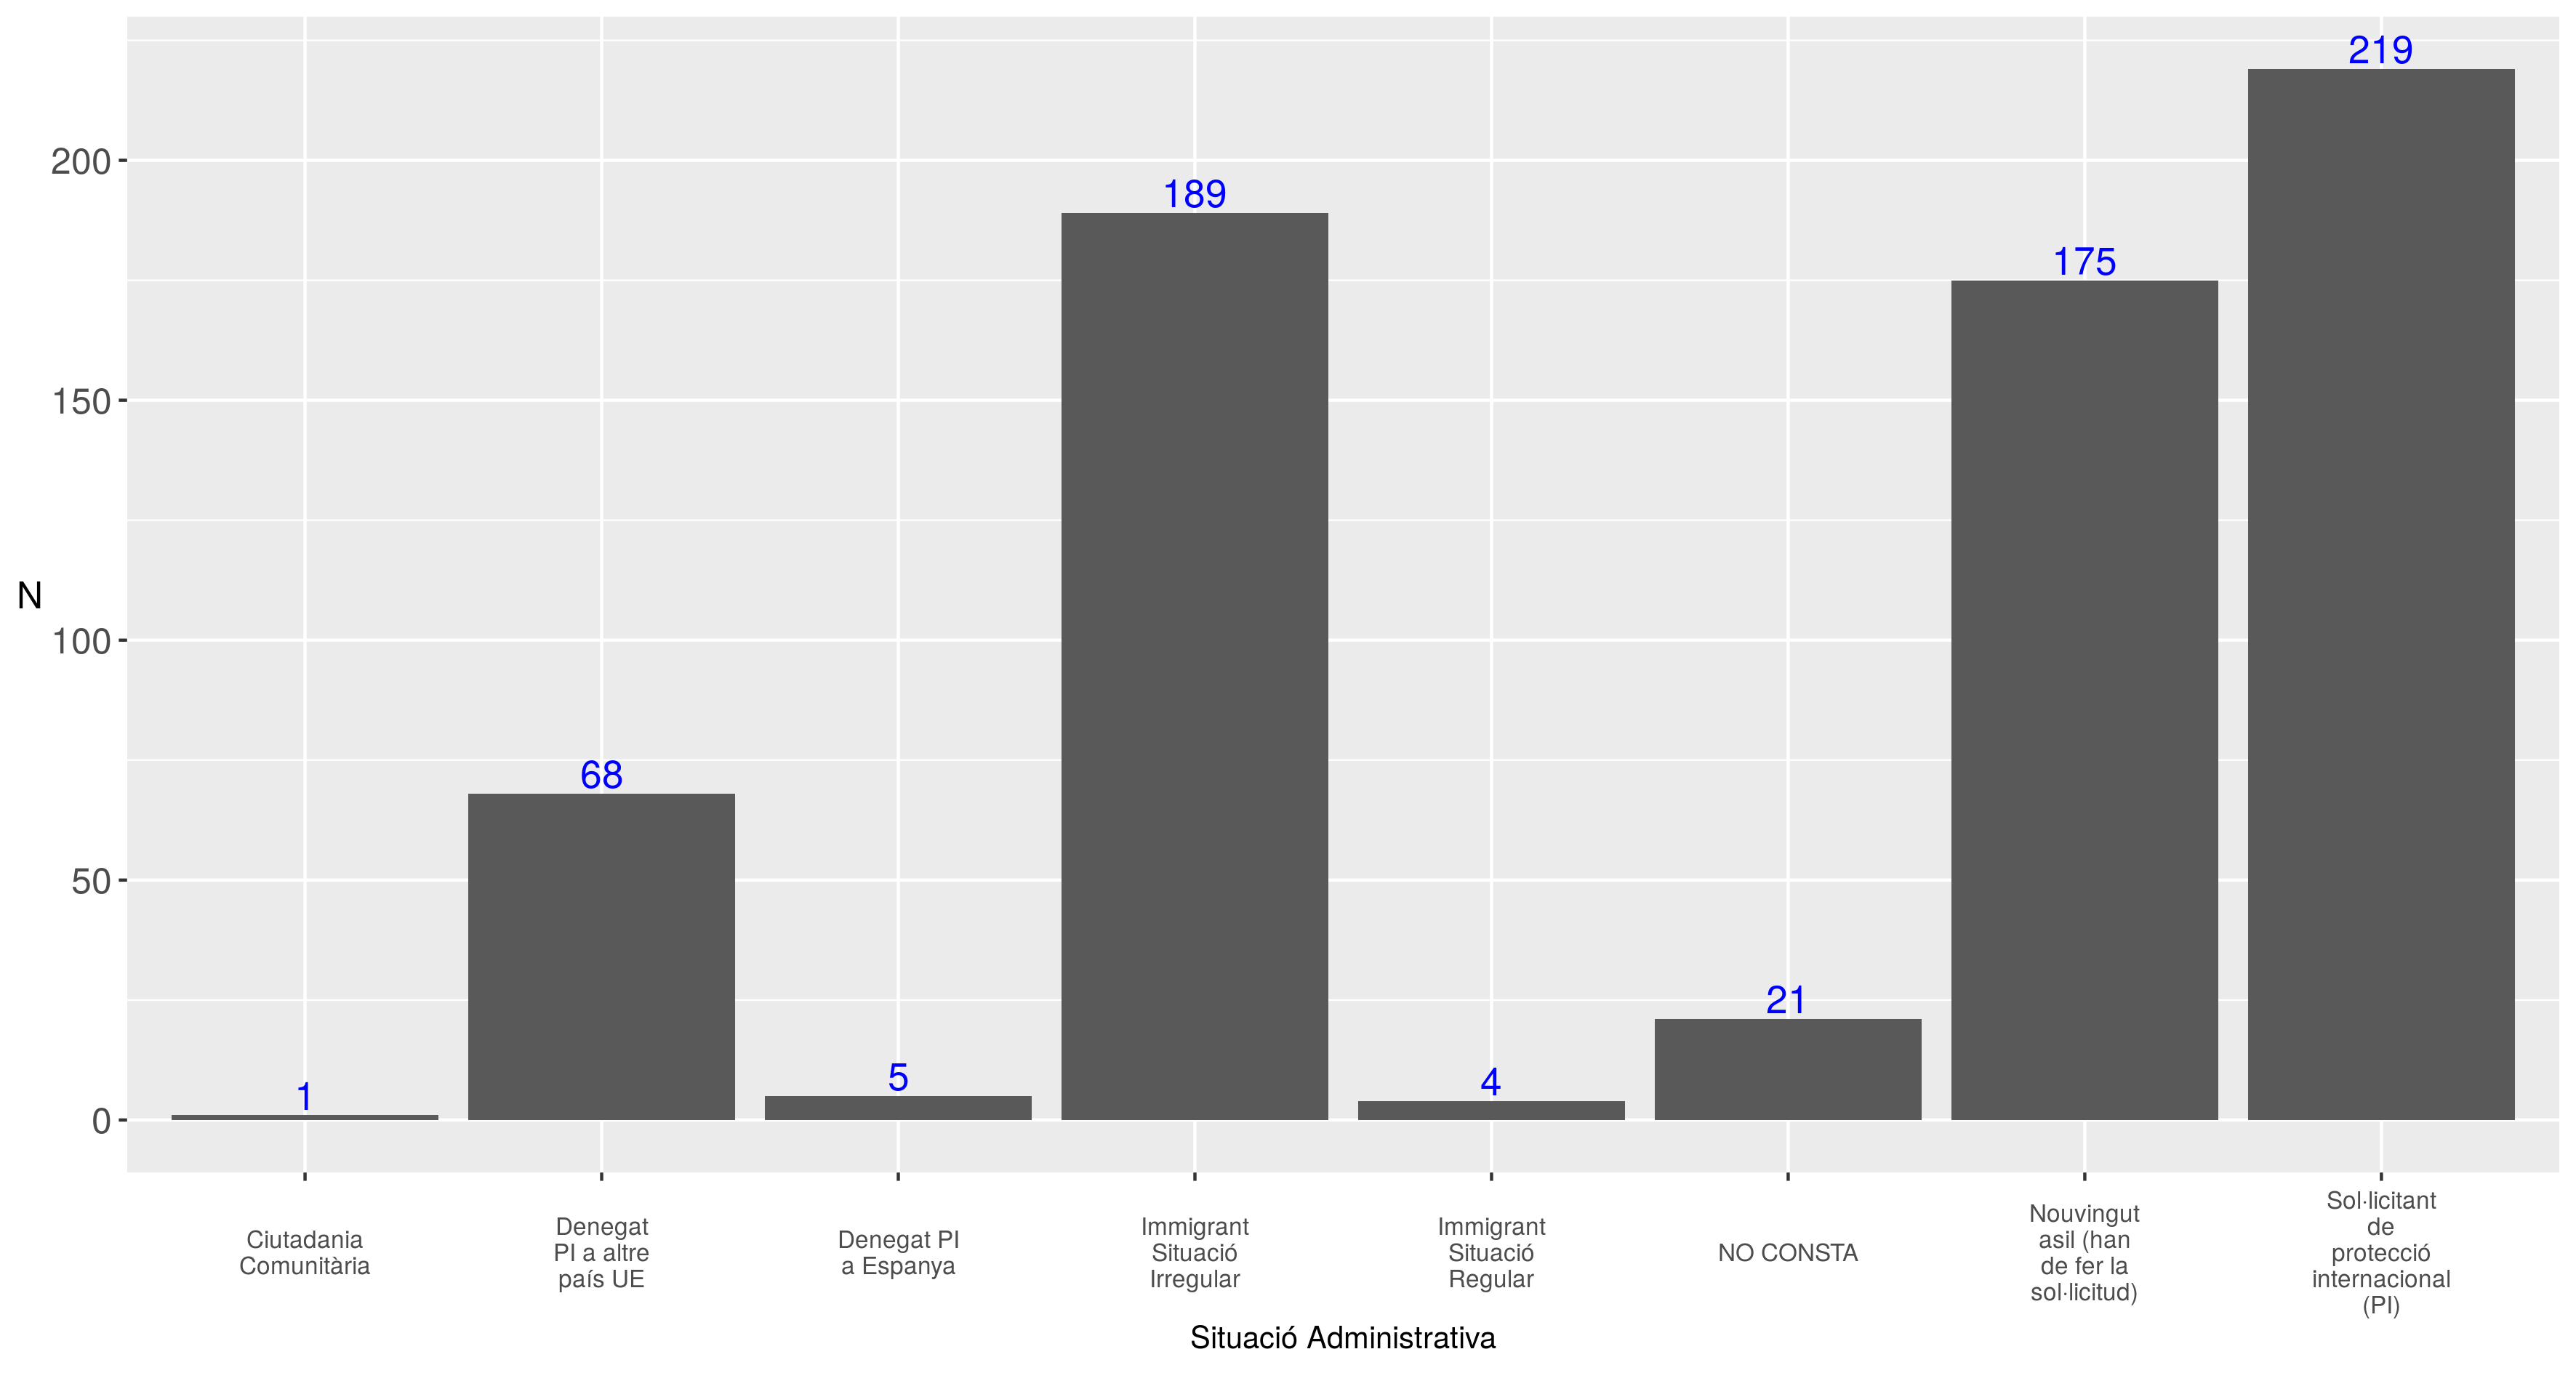 N
200
150
100
50
0
1
68
5
189
4
21
175
219
Ciutadania
Comunitària
Denegat
PI a altre
país UE
Denegat PI
a Espanya
Immigrant
Situació
Irregular
Immigrant
Situació
Regular
NO CONSTA
Nouvingut
asil (han
de fer la
sol·licitud)
Sol·licitant
de
protecció
internacional
(PI)
Situació Administrativa